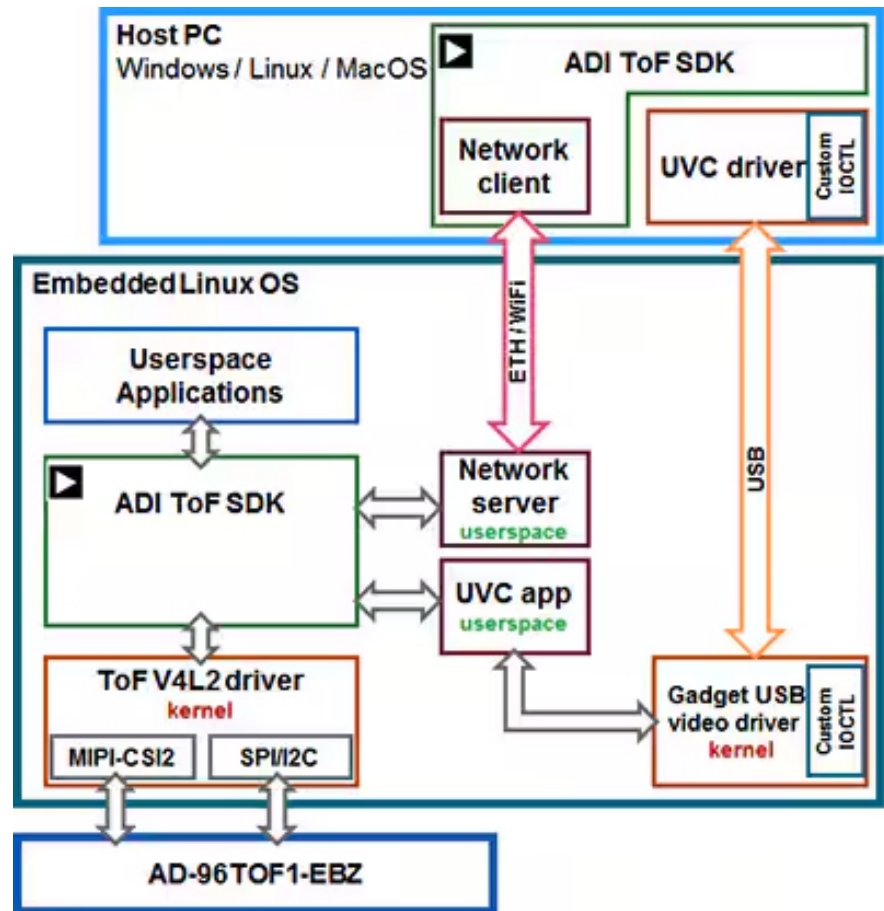 Host PC
Windows / Linux / MacOS
ADI ToF SDK
Network
client
UVC driver
Custom
IOCTL
Embedded Linux OS
ETH / WiFi
USB
Userspace
Applications
ADI ToF SDK
Network
server
userspace
UVC app
userspace
ToF V4L2 driver
kernel
MIPI-CSI2
SPI/I2C
Gadget USB
video driver
kernel
Custom
IOCTL
AD-96TOF1-EBZ